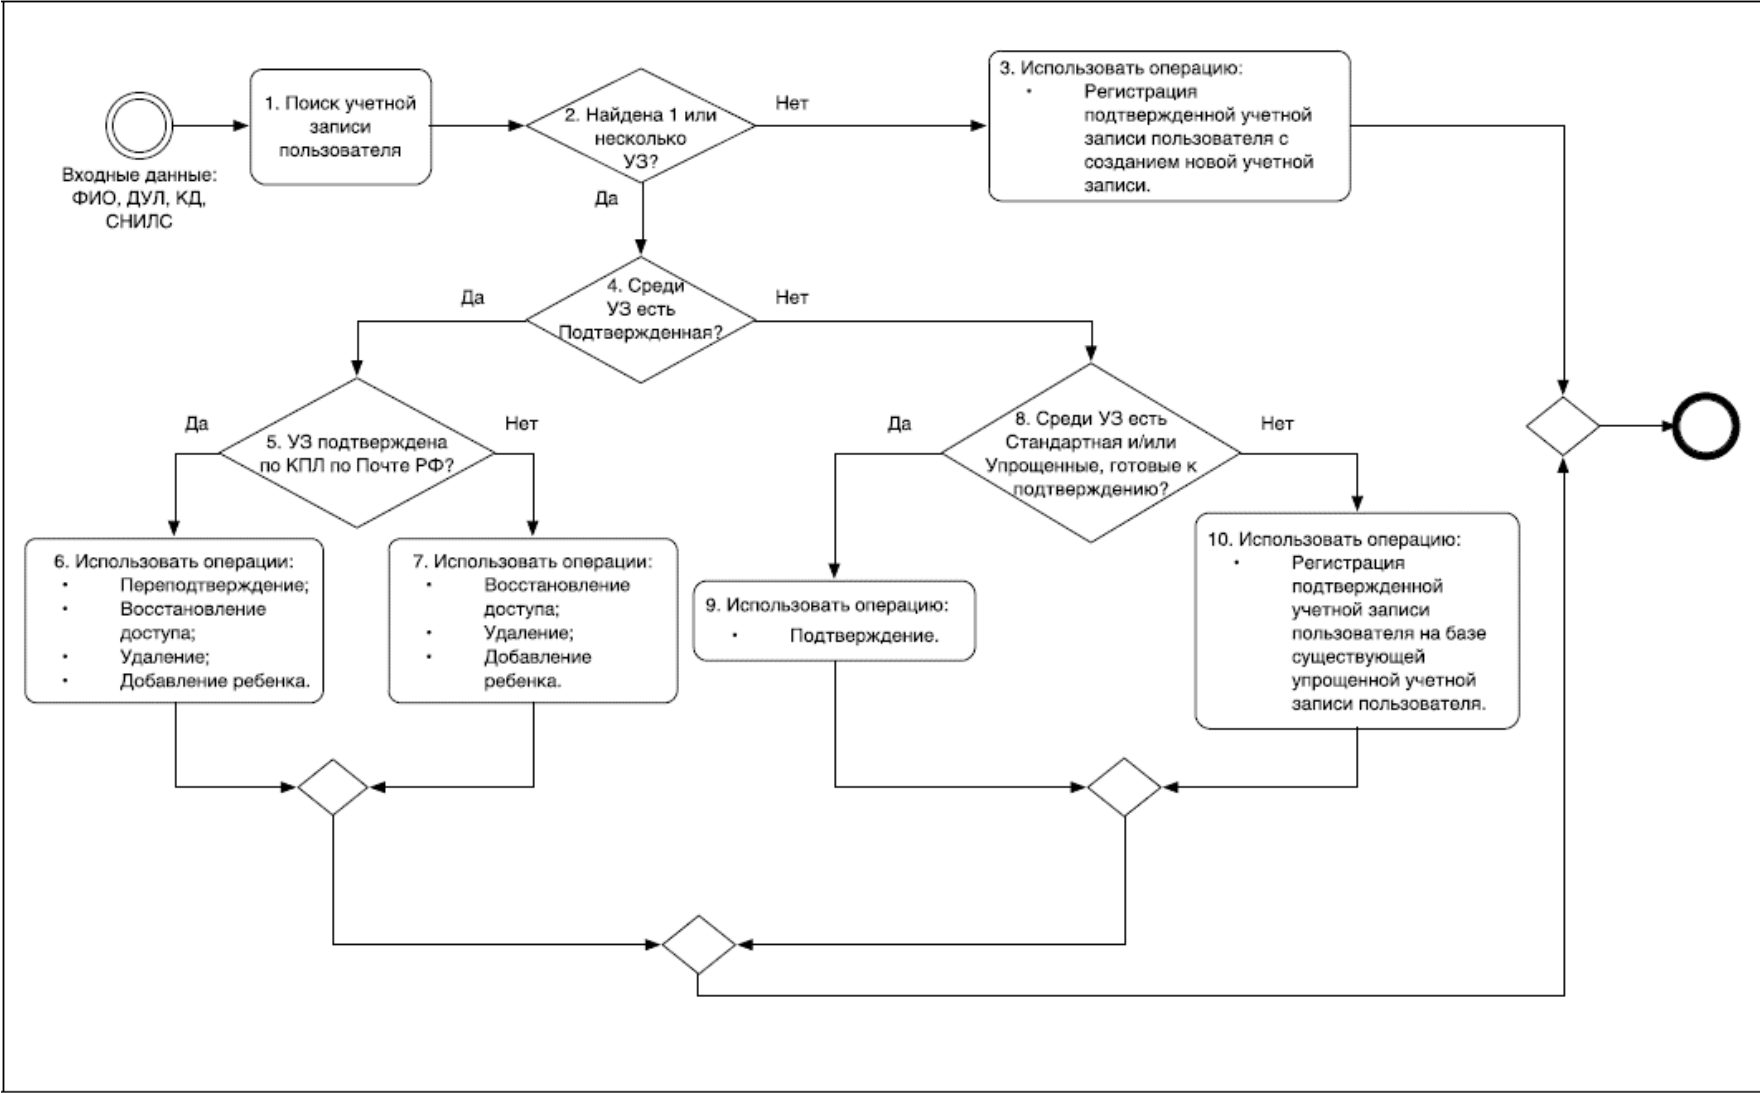 1. Поиск учетной
записи
пользователя
Входные данные:
ФИО, ДУЛ, КД,
СНИЛС
2. Найдена 1 или
несколько
УЗ?
Нет
Да
3. Использовать операцию:
• Регистрация
подтвержденной учетной
записи пользователя с
созданием новой учетной
записи.
4. Среди
УЗ есть
Подтвержденная?
Да
Нет
5. УЗ подтверждена
по КПЛ по Почте РФ?
Да
Нет
8. Среди УЗ есть
Стандартная и/или
Упрощенные, готовые к
подтверждению?
Да
Нет
6. Использовать операции:
• Переподтверждение;
• Восстановление
доступа;
• Удаление;
• Добавление ребенка.
7. Использовать операции:
• Восстановление
доступа;
• Удаление;
• Добавление
ребенка.
9. Использовать операцию:
• Подтверждение.
10. Использовать операцию:
• Регистрация
подтвержденной
учетной записи
пользователя на базе
существующей
упрощенной учетной
записи пользователя.